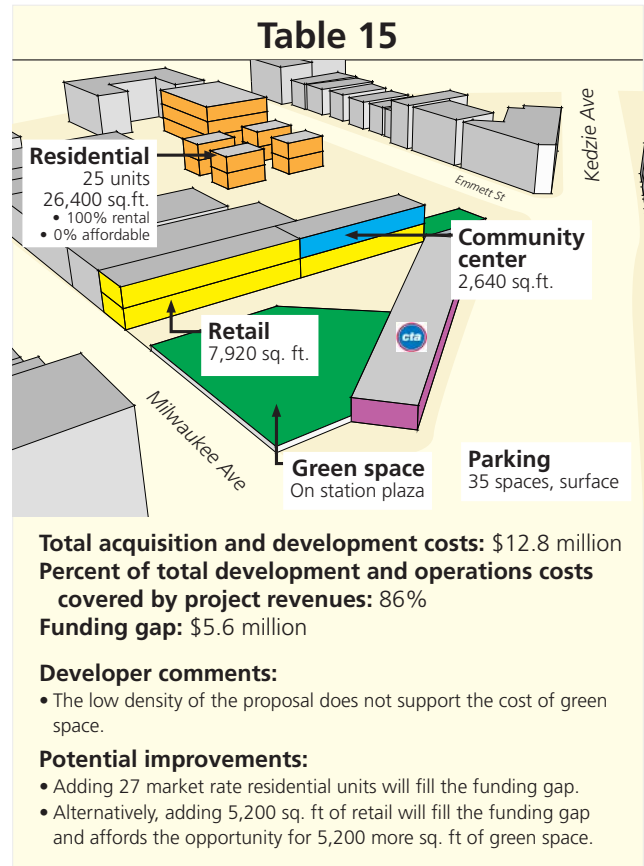 Table 15
Residential
25 units
26,400 sq.ft.
• 100% rental
• 0% affordable
Emmett St
Kedzie Ave
Community
center
2,640 sq.ft.
cta
Retail
7,920 sq. ft.
Milwaukee Ave
Green space
On station plaza
Parking
35 spaces, surface
Total acquisition and development costs: $12.8 million
Percent of total development and operations costs
covered by project revenues: 86%
Funding gap: $5.6 million
Developer comments:
• The low density of the proposal does not support the cost of green
space.
Potential improvements:
• Adding 27 market rate residential units will fill the funding gap.
• Alternatively, adding 5,200 sq. ft of retail will fill the funding gap
and affords the opportunity for 5,200 more sq. ft of green space.